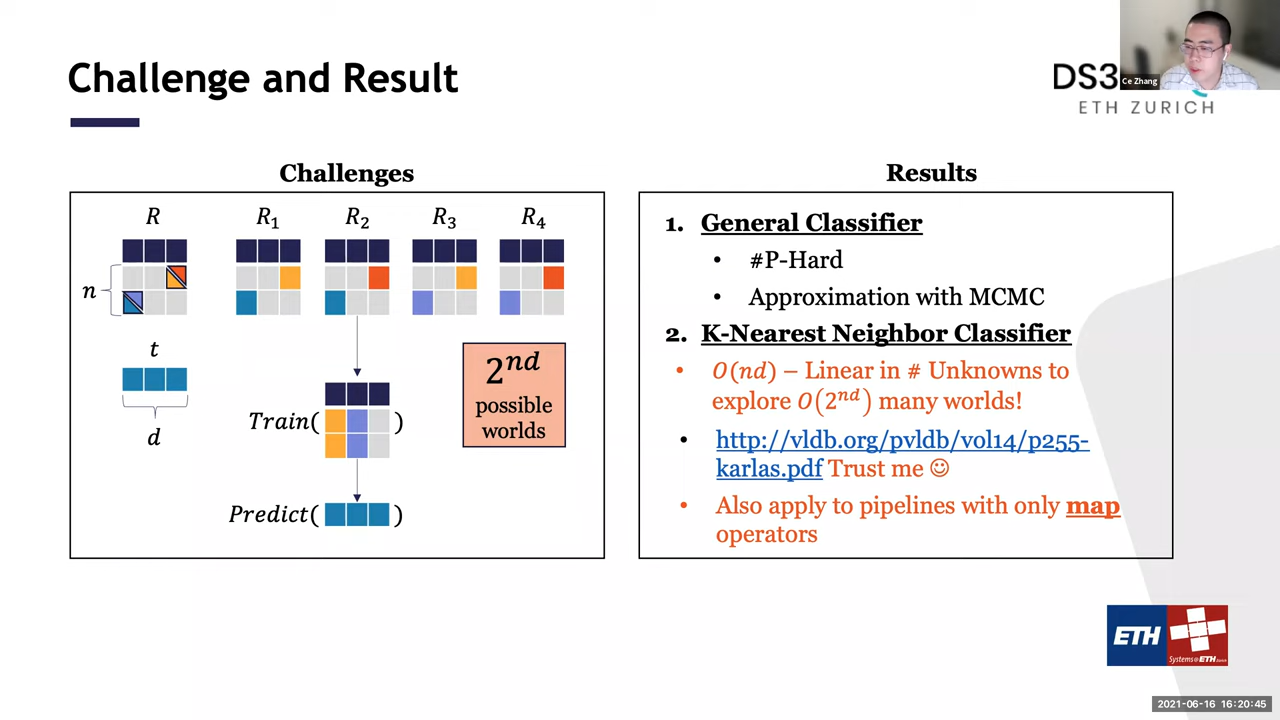 Challenge and Result
DS3
ETH ZURICH
Ce Zhang
Challenges
R
R₁
R₂
R₃
R₄
n
t
d
Train( )
Predict( )
2ⁿᵈ
possible
worlds
Results
1. General Classifier
• #P-Hard
• Approximation with MCMC
2. K-Nearest Neighbor Classifier
• O(nd) – Linear in # Unknowns to
explore O(2ⁿᵈ) many worlds!
• http://vldb.org/pvldb/vol14/p255-
karlas.pdf Trust me ☺
• Also apply to pipelines with only map
operators
ETH
Systems@ETH Zürich
2021-06-16 16:20:45